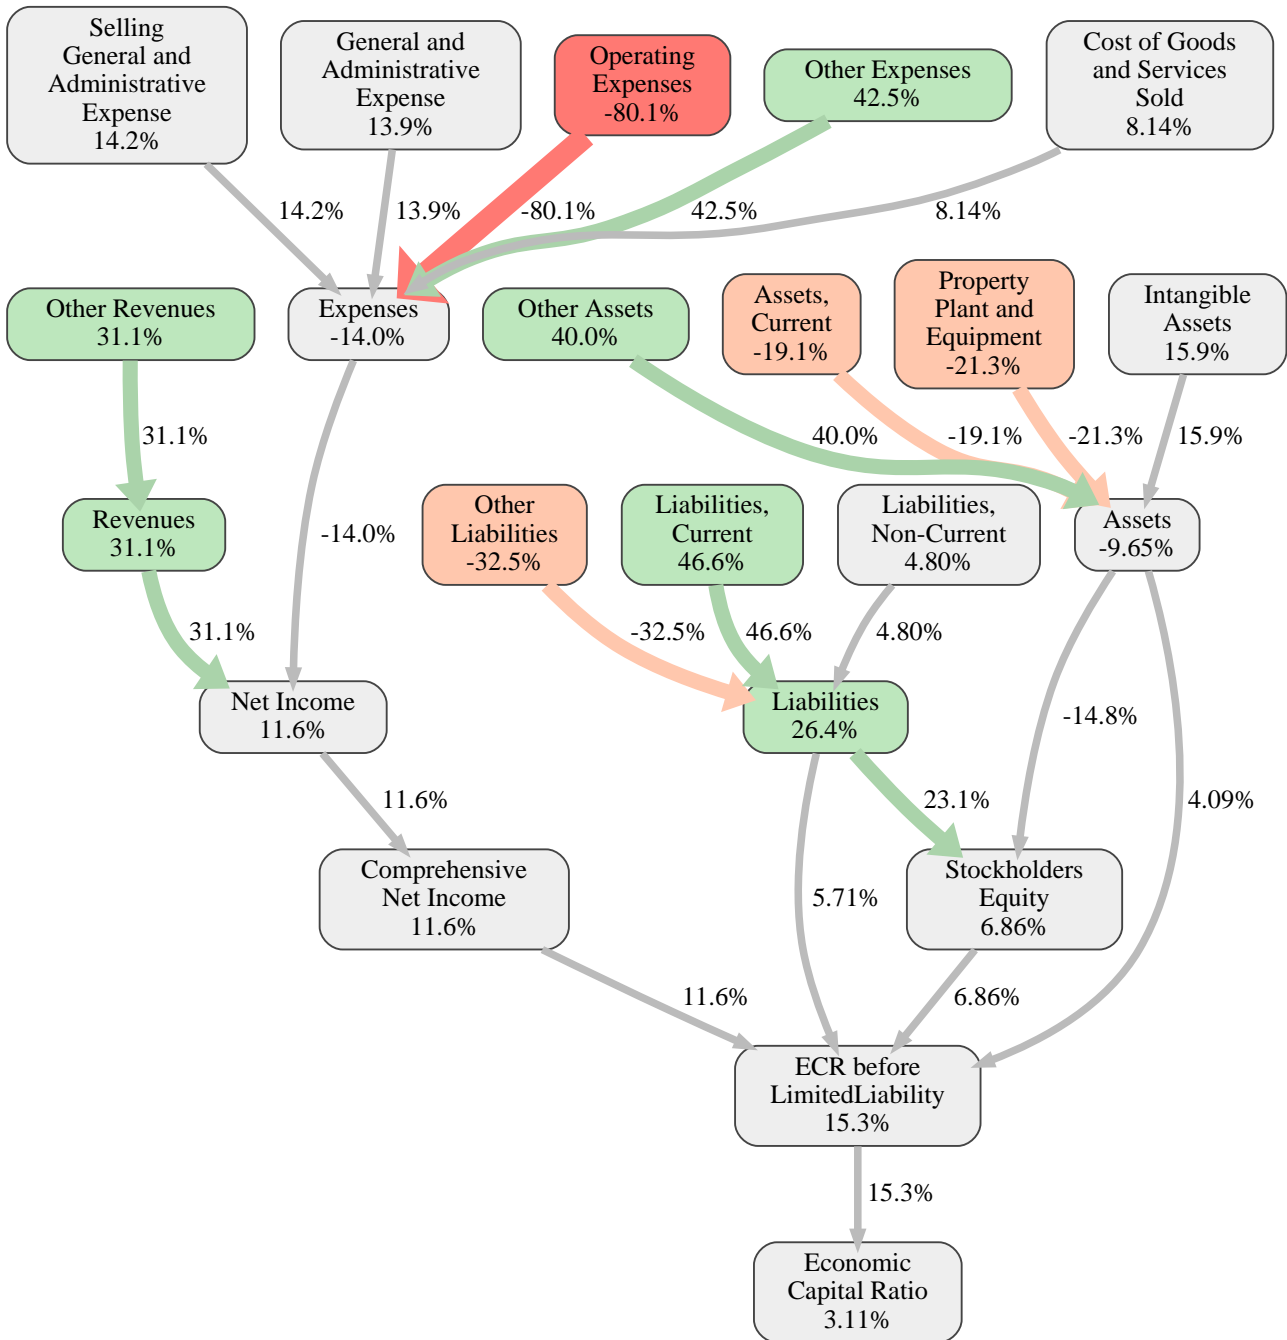 Selling
General and
Administrative
Expense
14.2%
General and
Administrative
Expense
13.9%
Operating
Expenses
-80.1%
Other Expenses
42.5%
Cost of Goods
and Services
Sold
8.14%
14.2%
13.9%
-80.1%
42.5%
8.14%
Other Revenues
31.1%
Expenses
-14.0%
Other Assets
40.0%
Assets,
Current
-19.1%
Property
Plant and
Equipment
-21.3%
Intangible
Assets
15.9%
31.1%
40.0%
-19.1%
-21.3%
15.9%
Revenues
31.1%
-14.0%
Other
Liabilities
-32.5%
Liabilities,
Current
46.6%
Liabilities,
Non-Current
4.80%
Assets
-9.65%
31.1%
-32.5%
46.6%
4.80%
Net Income
11.6%
Liabilities
26.4%
-14.8%
11.6%
23.1%
4.09%
Comprehensive
Net Income
11.6%
5.71%
Stockholders
Equity
6.86%
11.6%
6.86%
ECR before
LimitedLiability
15.3%
15.3%
Economic
Capital Ratio
3.11%